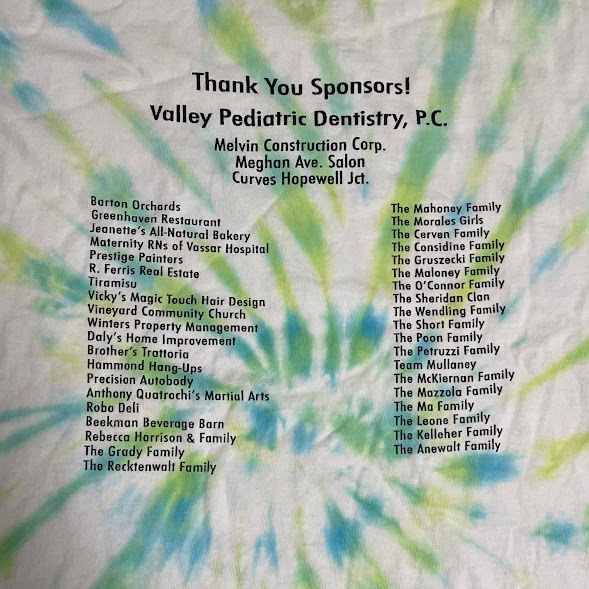 Thank You Sponsors!
Valley Pediatric Dentistry, P.C.
Melvin Construction Corp.
Meghan Ave. Salon
Curves Hopewell Jct.
Barton Orchards
Greenhaven Restaurant
Jeanette's All-Natural Bakery
Maternity RNs of Vassar Hospital
Prestige Painters
R. Ferris Real Estate
Tiramisu
Vicky's Magic Touch Hair Design
Vineyard Community Church
Winters Property Management
Daly's Home Improvement
Brother's Trattoria
Hammond Hang-Ups
Precision Autobody
Anthony Quatrochi's Martial Arts
Robo Deli
Beekman Beverage Barn
Rebecca Harrison & Family
The Grady Family
The Recktenwalt Family
The Mahoney Family
The Morales Girls
The Cerven Family
The Considine Family
The Gruszecki Family
The Maloney Family
The O'Connor Family
The Sheridan Clan
The Wendling Family
The Short Family
The Poon Family
The Petruzzi Family
Team Mullaney
The McKiernan Family
The Mazzola Family
The Ma Family
The Leone Family
The Kelleher Family
The Anewalt Family